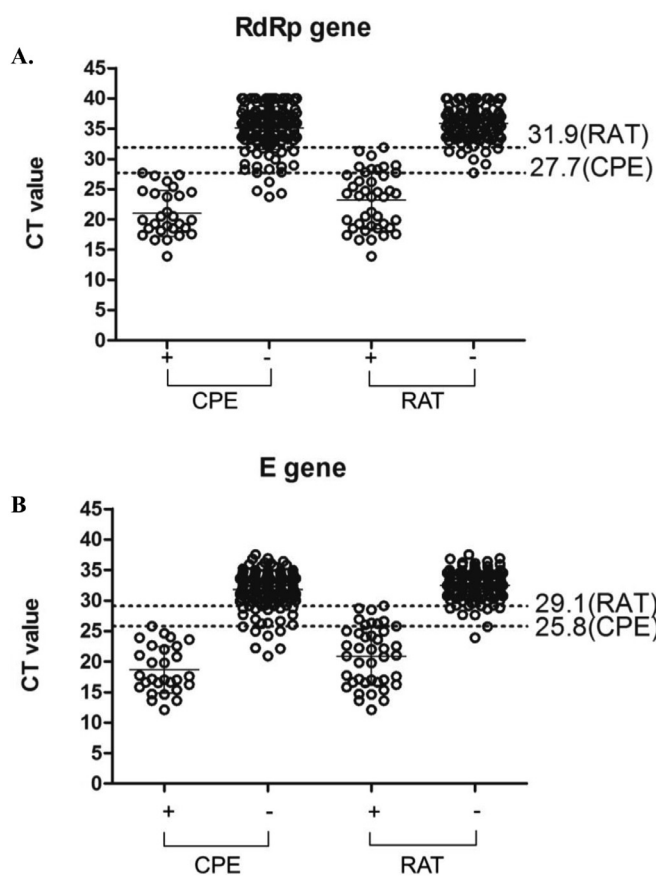 RdRp gene
A.
45
40
35
30
25
20
15
10
5
0
CT value
31.9(RAT)
27.7(CPE)
+ - + -
CPE RAT
E gene
B
45
40
35
30
25
20
15
10
5
0
CT value
29.1(RAT)
25.8(CPE)
+ - + -
CPE RAT